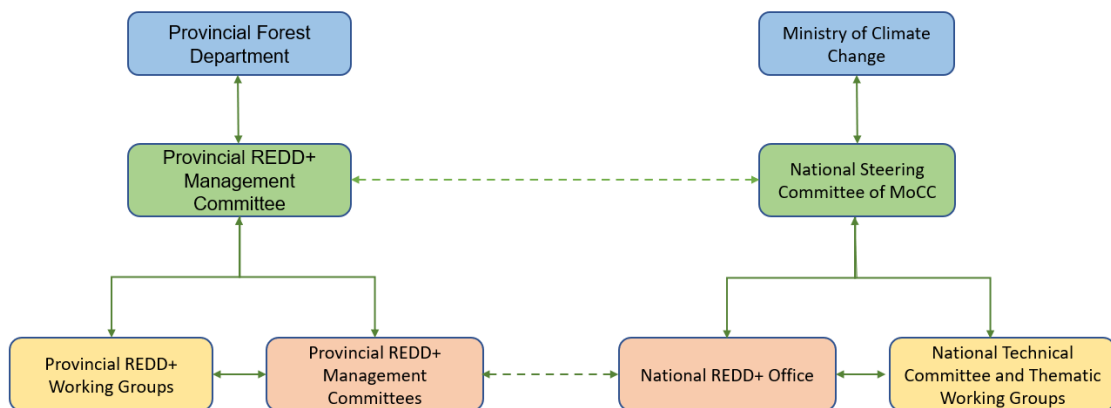 Provincial Forest
Department
Ministry of Climate
Change
Provincial REDD+
Management
Committee
National Steering
Committee of MoCC
Provincial REDD+
Working Groups
Provincial REDD+
Management
Committees
National REDD+ Office
National Technical
Committee and Thematic
Working Groups